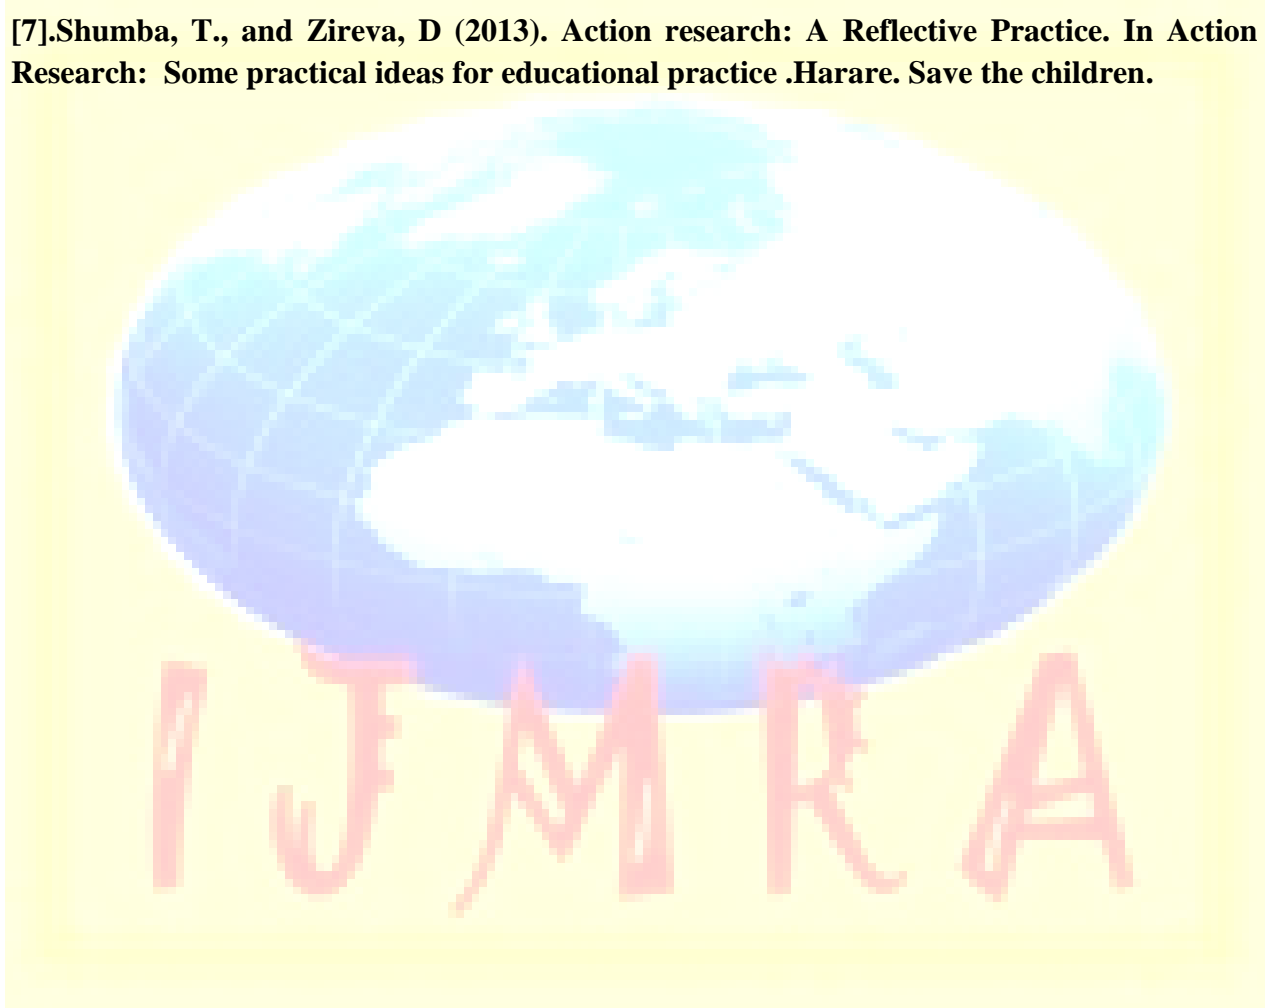 [7].Shumba, T., and Zireva, D (2013). Action research: A Reflective Practice. In Action
Research: Some practical ideas for educational practice .Harare. Save the children.
IJMRA